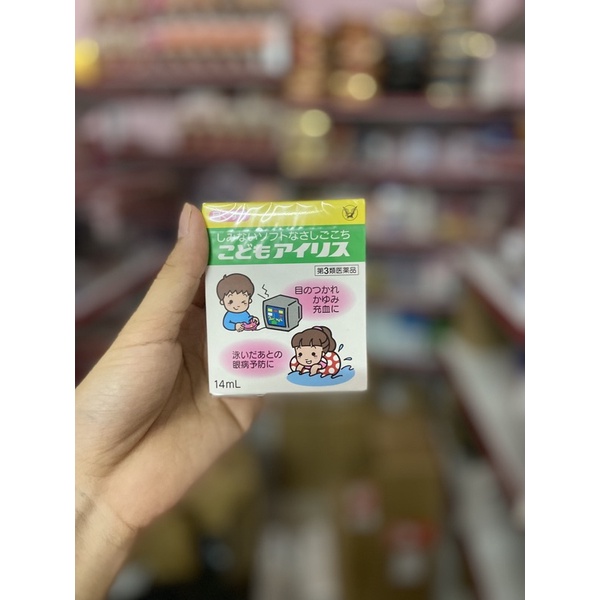 しみないソフトなさしごこち
こどもアイリス
第3類医薬品
目のつかれ
かゆみ
充血に
泳いだあとの
眼病予防に
14mL